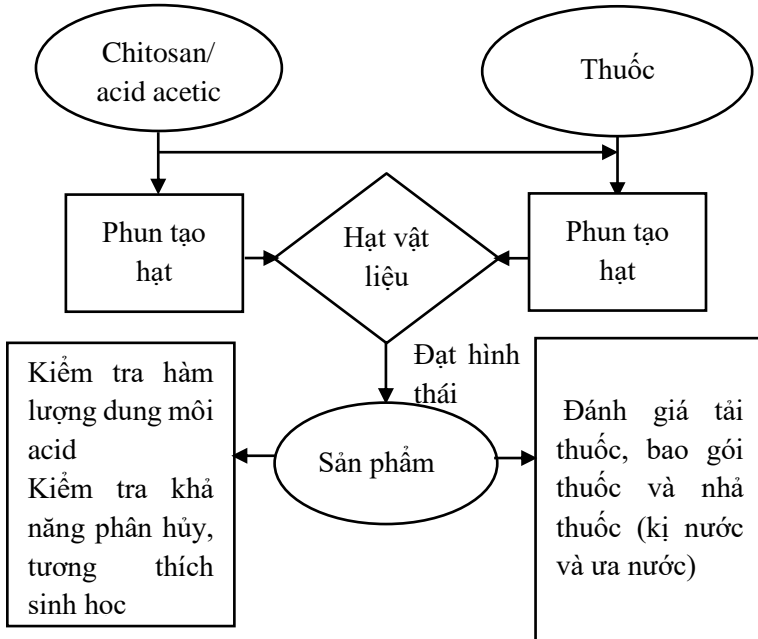 Chitosan/
acid acetic
Thuốc
Phun tạo
hạt
Hạt vật
liệu
Phun tạo
hạt
Đạt hình
thái
Kiểm tra hàm
lượng dung môi
acid
Kiểm tra khả
năng phân hủy,
tương thích
sinh hoc
Sản phẩm
Đánh giá tải
thuốc, bao gói
thuốc và nhả
thuốc (kị nước
và ưa nước)